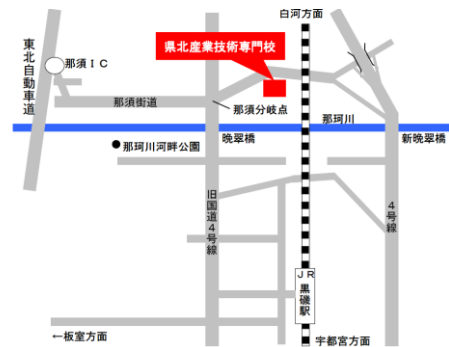 白河方面
東北自動車道
那須ＩＣ
県北産業技術専門校
那須街道
那須分岐点
那珂川
晩翠橋
新晩翠橋
那珂川河畔公園
旧国道４号線
４号線
ＪＲ
黒磯駅
←板室方面
宇都宮方面